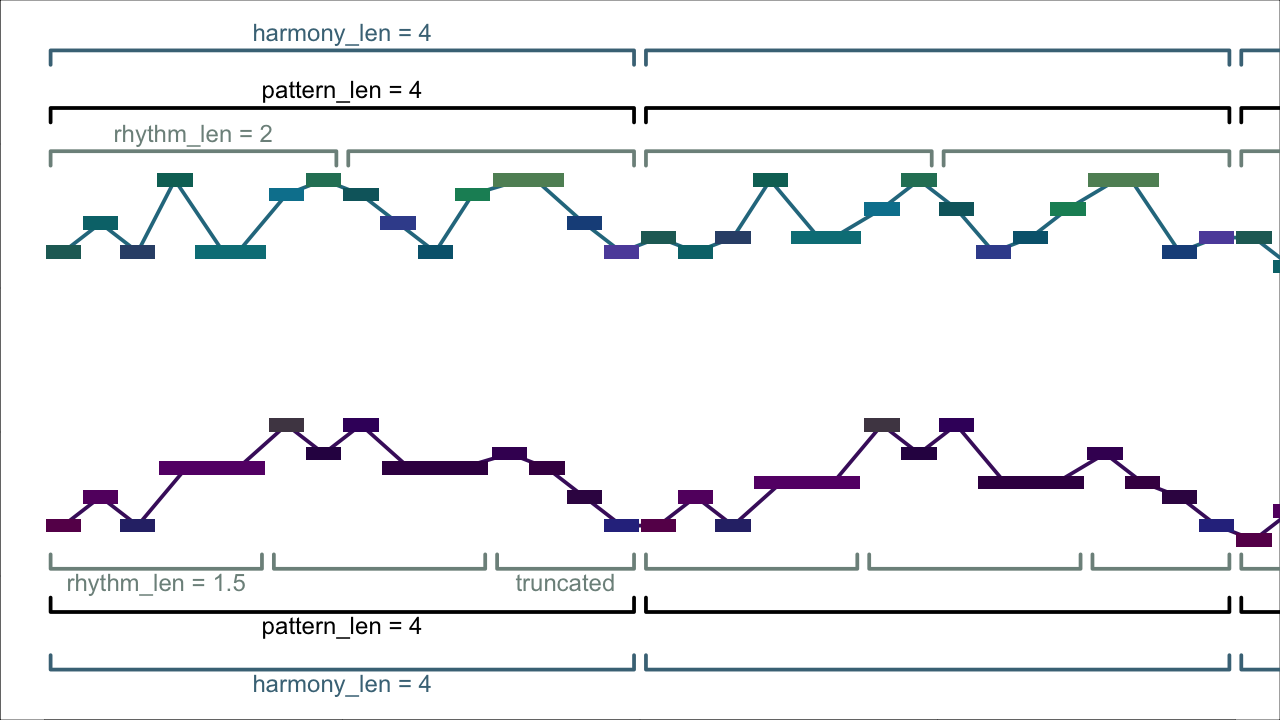 harmony_len = 4
pattern_len = 4
rhythm_len = 2
rhythm_len = 1.5
truncated
pattern_len = 4
harmony_len = 4